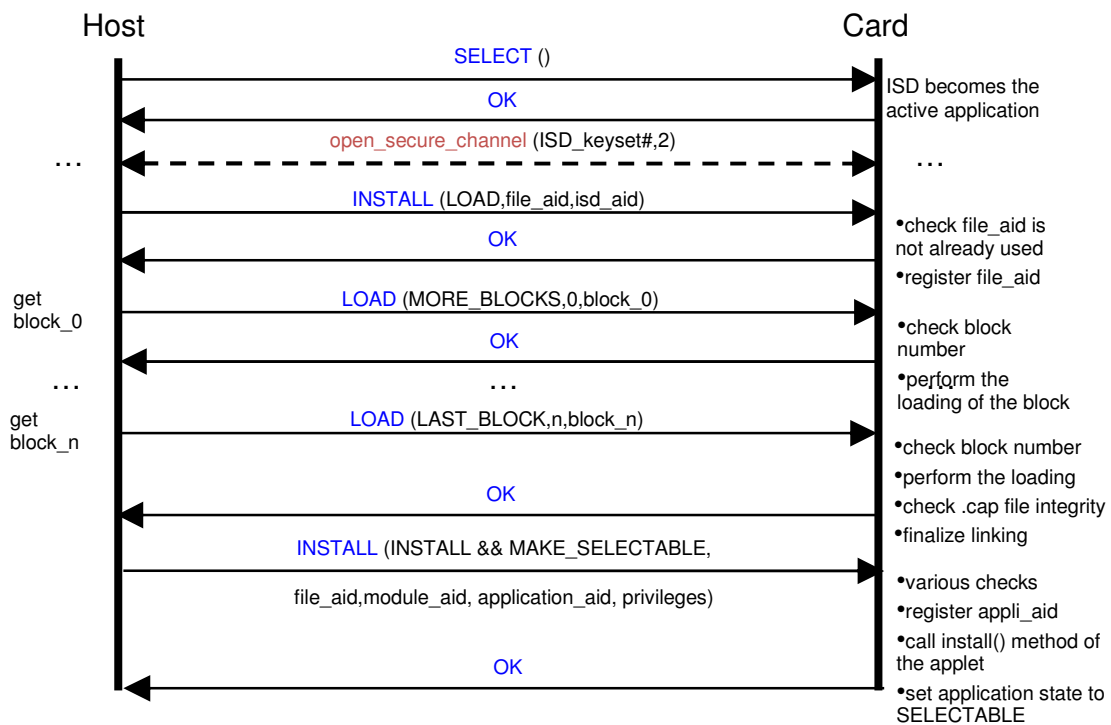 Host
Card
SELECT ()
ISD becomes the
active application
OK
open_secure_channel (ISD_keyset#,2)
...
...
INSTALL (LOAD,file_aid,isd_aid)
•check file_aid is
not already used
•register file_aid
OK
get
block_0
LOAD (MORE_BLOCKS,0,block_0)
•check block
number
•perform the
loading of the block
OK
...
...
...
get
block_n
LOAD (LAST_BLOCK,n,block_n)
•check block number
•perform the loading
•check .cap file integrity
•finalize linking
OK
INSTALL (INSTALL && MAKE_SELECTABLE,
file_aid,module_aid, application_aid, privileges)
•various checks
•register appli_aid
•call install() method of
the applet
•set application state to
SELECTABLE
OK